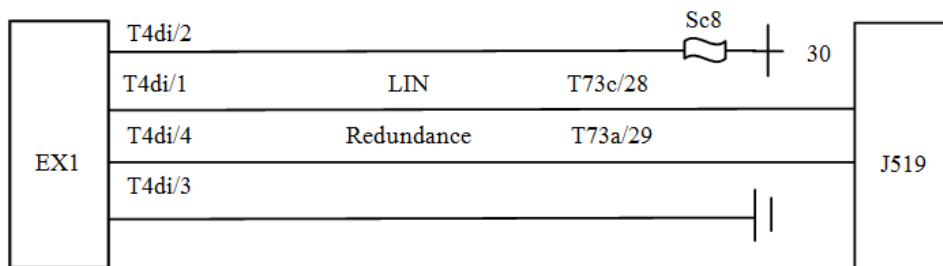 Sc8
T4di/2
30
T4di/1 LIN T73c/28
T4di/4 Redundance T73a/29
EX1 J519
T4di/3